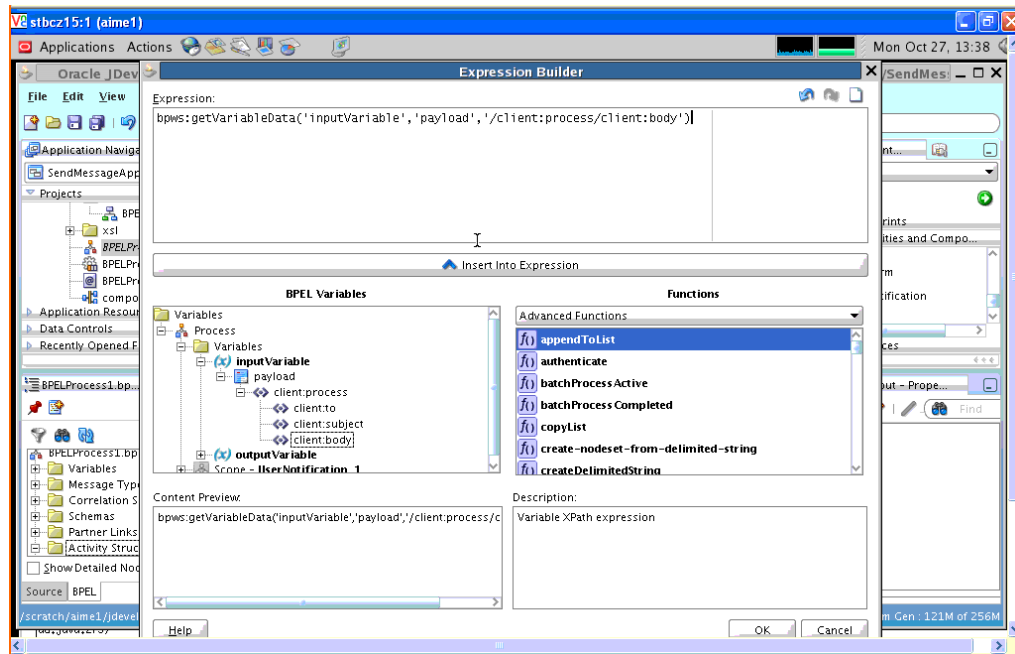 stbcz15:1 (aime1)
Applications Actions Mon Oct 27, 13:38
Oracle JDev Expression Builder /SendMes:
File Edit View
Expression:
bpws:getVariableData('inputVariable','payload','/client:process/client:body')
Application Naviga
nt...
SendMessageApp
Projects
BPE
xsl
rints
BPELPr
ities and Compo...
Insert Into Expression
BPELPr
rm
BPELPr
BPEL Variables Functions
compo
ification
Application Resour
Data Controls
Recently Opened F
ces
Variables
Process
Variables
inputVariable
payload
client:process
client:to
client:subject
client:body
outputVariable
Scope - UserNotification_1
Advanced Functions
appendToList
authenticate
batchProcessActive
batchProcessCompleted
copyList
create-nodeset-from-delimited-string
createDelimitedString
BPELProcess1.bp...
out - Prope...
Find
BPELProcess1.bp
Variables
Message Type
Correlation S
Schemas
Partner Links
Activity Struc
Show Detailed Noc
Source BPEL
Content Preview: Description:
bpws:getVariableData('inputVariable','payload','/client:process/c
Variable XPath expression
/scratch/aime1/jdevel
m Gen : 121M of 256M
Help OK Cancel